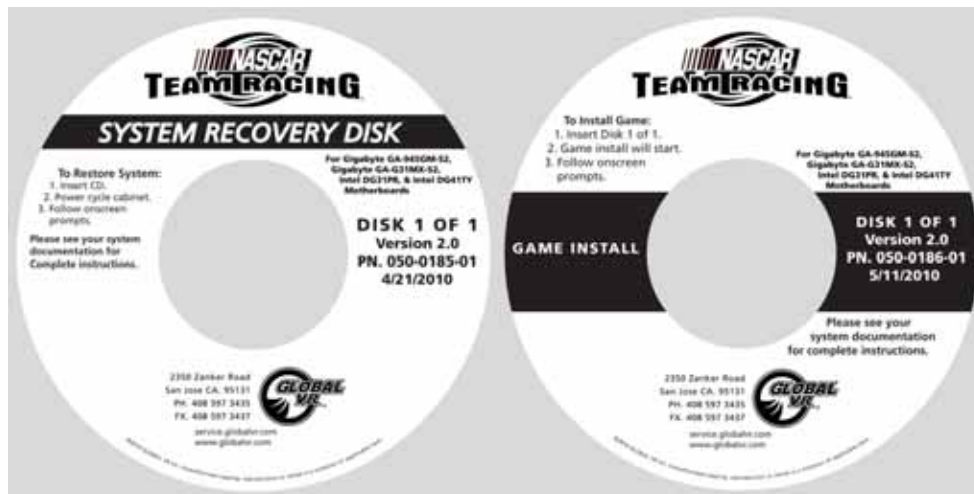 NASCAR
TEAM RACING
SYSTEM RECOVERY DISK
To Restore System:
1. Insert CD.
2. Power cycle cabinet.
3. Follow onscreen
prompts.
Please see your system
documentation for
Complete instructions.
For Gigabyte GA-945GM-S2,
Gigabyte GA-G31MX-S2,
Intel DG31PR, & Intel DG41TY
Motherboards
DISK 1 OF 1
Version 2.0
PN. 050-0185-01
4/21/2010
2350 Zanker Road
San Jose CA. 95131
PH. 408 597 3435
FX. 408 597 3437
service.globalvr.com
www.globalvr.com
GLOBAL
VR
NASCAR
TEAM RACING
To Install Game:
1. Insert Disk 1 of 1.
2. Game install will start.
3. Follow onscreen
prompts.
For Gigabyte GA-945GM-S2,
Gigabyte GA-G31MX-S2,
Intel DG31PR, & Intel DG41TY
Motherboards
GAME INSTALL
DISK 1 OF 1
Version 2.0
PN. 050-0186-01
5/11/2010
Please see your
system documentation
for complete instructions.
2350 Zanker Road
San Jose CA. 95131
PH. 408 597 3435
FX. 408 597 3437
service.globalvr.com
www.globalvr.com
GLOBAL
VR